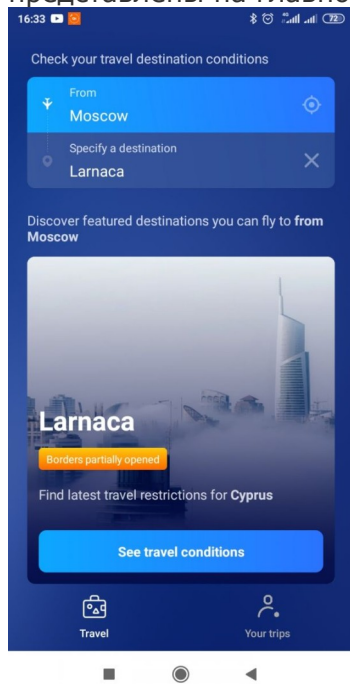 16:33 72
Check your travel destination conditions
From
Moscow
Specify a destination
Larnaca
Discover featured destinations you can fly to from
Moscow
Larnaca
Borders partially opened
Find latest travel restrictions for Cyprus
See travel conditions
Travel Your trips